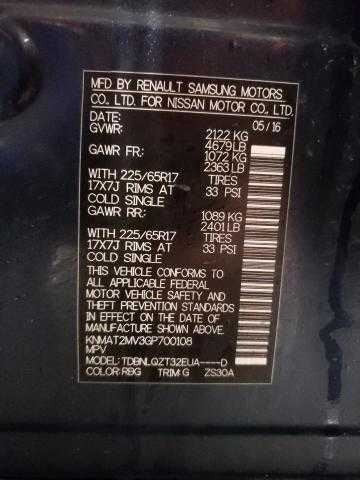 MFD BY RENAULT SAMSUNG MOTORS
CO., LTD. FOR NISSAN MOTOR CO., LTD.
DATE: 05/16
GVWR: 2122 KG
4679 LB
GAWR FR: 1072 KG
2363 LB
WITH 225/65R17 TIRES
17X7J RIMS AT 33 PSI
COLD SINGLE
GAWR RR: 1089 KG
2401 LB
WITH 225/65R17 TIRES
17X7J RIMS AT 33 PSI
COLD SINGLE
THIS VEHICLE CONFORMS TO
ALL APPLICABLE FEDERAL
MOTOR VEHICLE SAFETY
AND BUMPER, AND
THEFT PREVENTION STANDARDS
IN EFFECT ON THE DATE OF
MANUFACTURE SHOWN ABOVE.
KNMAT2MV3GP700108
MPV
MODEL: TDBNLQZT32EUA----D
COLOR: RBG TRIM: G ZS30A